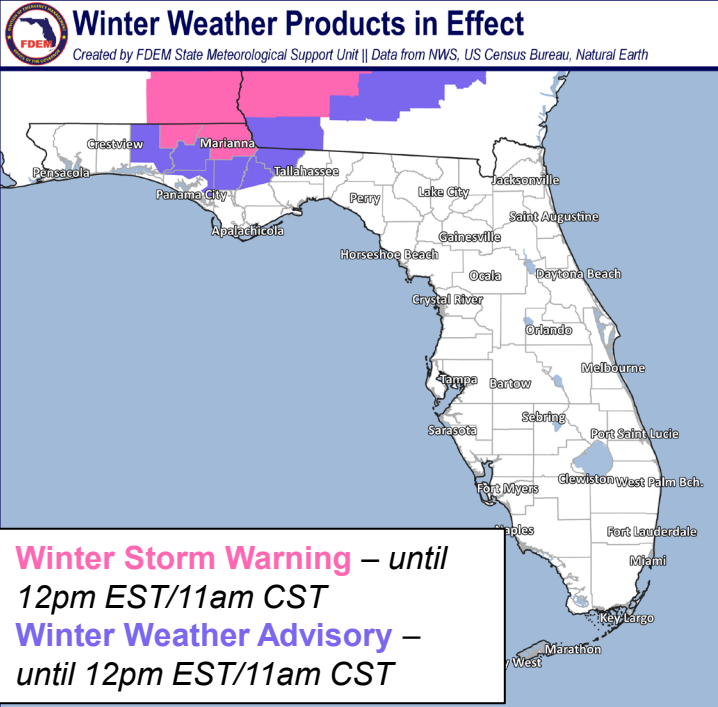 Winter Weather Products in Effect
Created by FDEM State Meteorological Support Unit || Data from NWS, US Census Bureau, Natural Earth
FDEM
Crestview
Marianna
Pensacola
Tallahassee
Panama City
Perry
Lake City
Jacksonville
Apalachicola
Saint Augustine
Gainesville
Horseshoe Beach
Ocala
Daytona Beach
Crystal River
Orlando
Melbourne
Tampa
Bartow
Sebring
Sarasota
Port Saint Lucie
Clewiston
West Palm Bch.
Fort Myers
Fort Lauderdale
aples
Miami
Key Largo
Marathon
y West
Winter Storm Warning – until
12pm EST/11am CST
Winter Weather Advisory –
until 12pm EST/11am CST